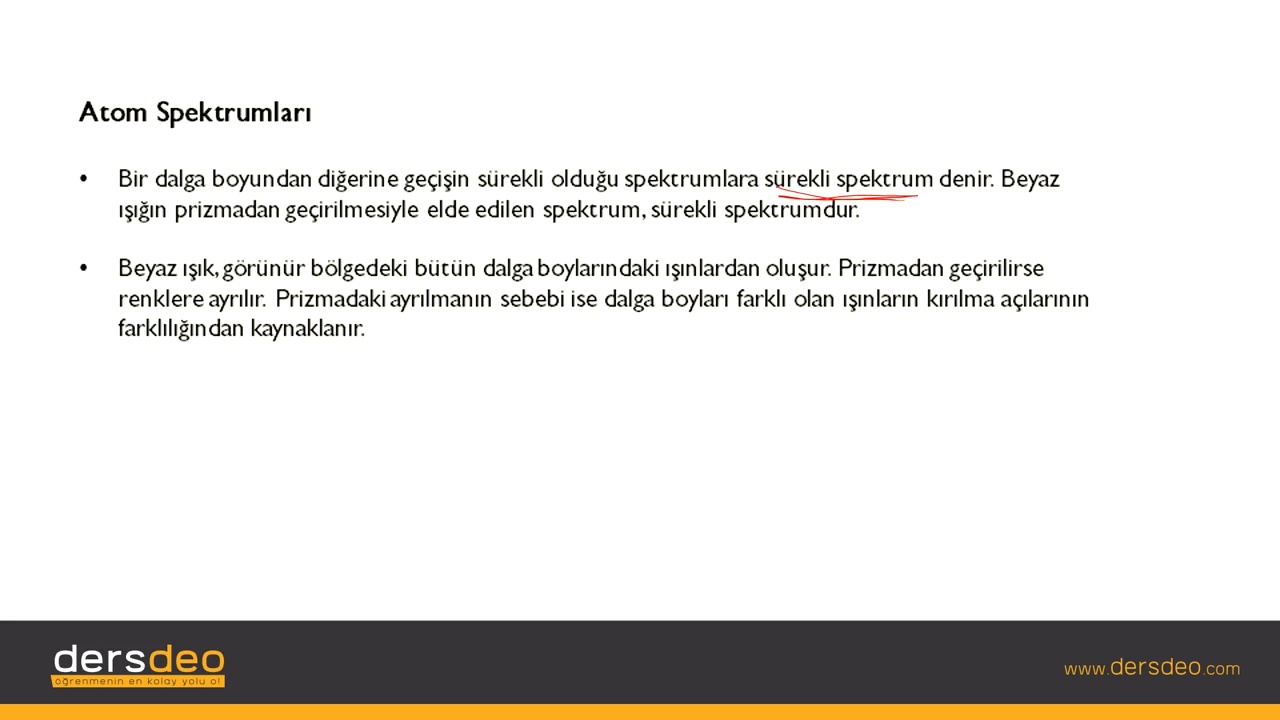 Atom Spektrumları
• Bir dalga boyundan diğerine geçişin sürekli olduğu spektrumlara sürekli spektrum denir. Beyaz
ışığın prizmadan geçirilmesiyle elde edilen spektrum, sürekli spektrumdur.
• Beyaz ışık, görünür bölgedeki bütün dalga boylarındaki ışınlardan oluşur. Prizmadan geçirilirse
renklere ayrılır. Prizmadaki ayrılmanın sebebi ise dalga boyları farklı olan ışınların kırılma açılarının
farklılığından kaynaklanır.
dersdeo
öğrenmenin en kolay yolu o!
www.dersdeo.com